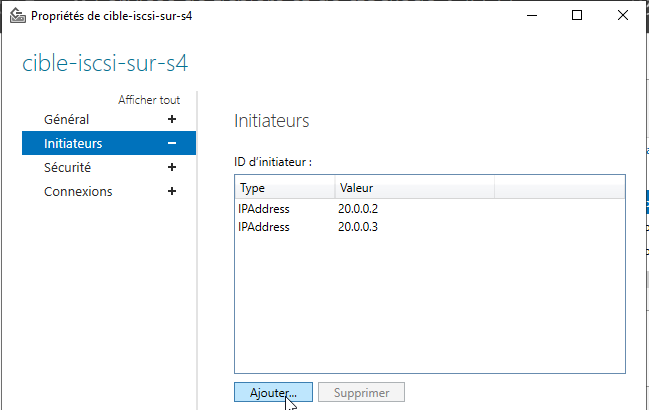 Propriétés de cible-iscsi-sur-s4
cible-iscsi-sur-s4
Afficher tout
Général +
Initiateurs −
Sécurité +
Connexions +
Initiateurs
ID d'initiateur :
Type Valeur
IPAddress 20.0.0.2
IPAddress 20.0.0.3
Ajouter... Supprimer